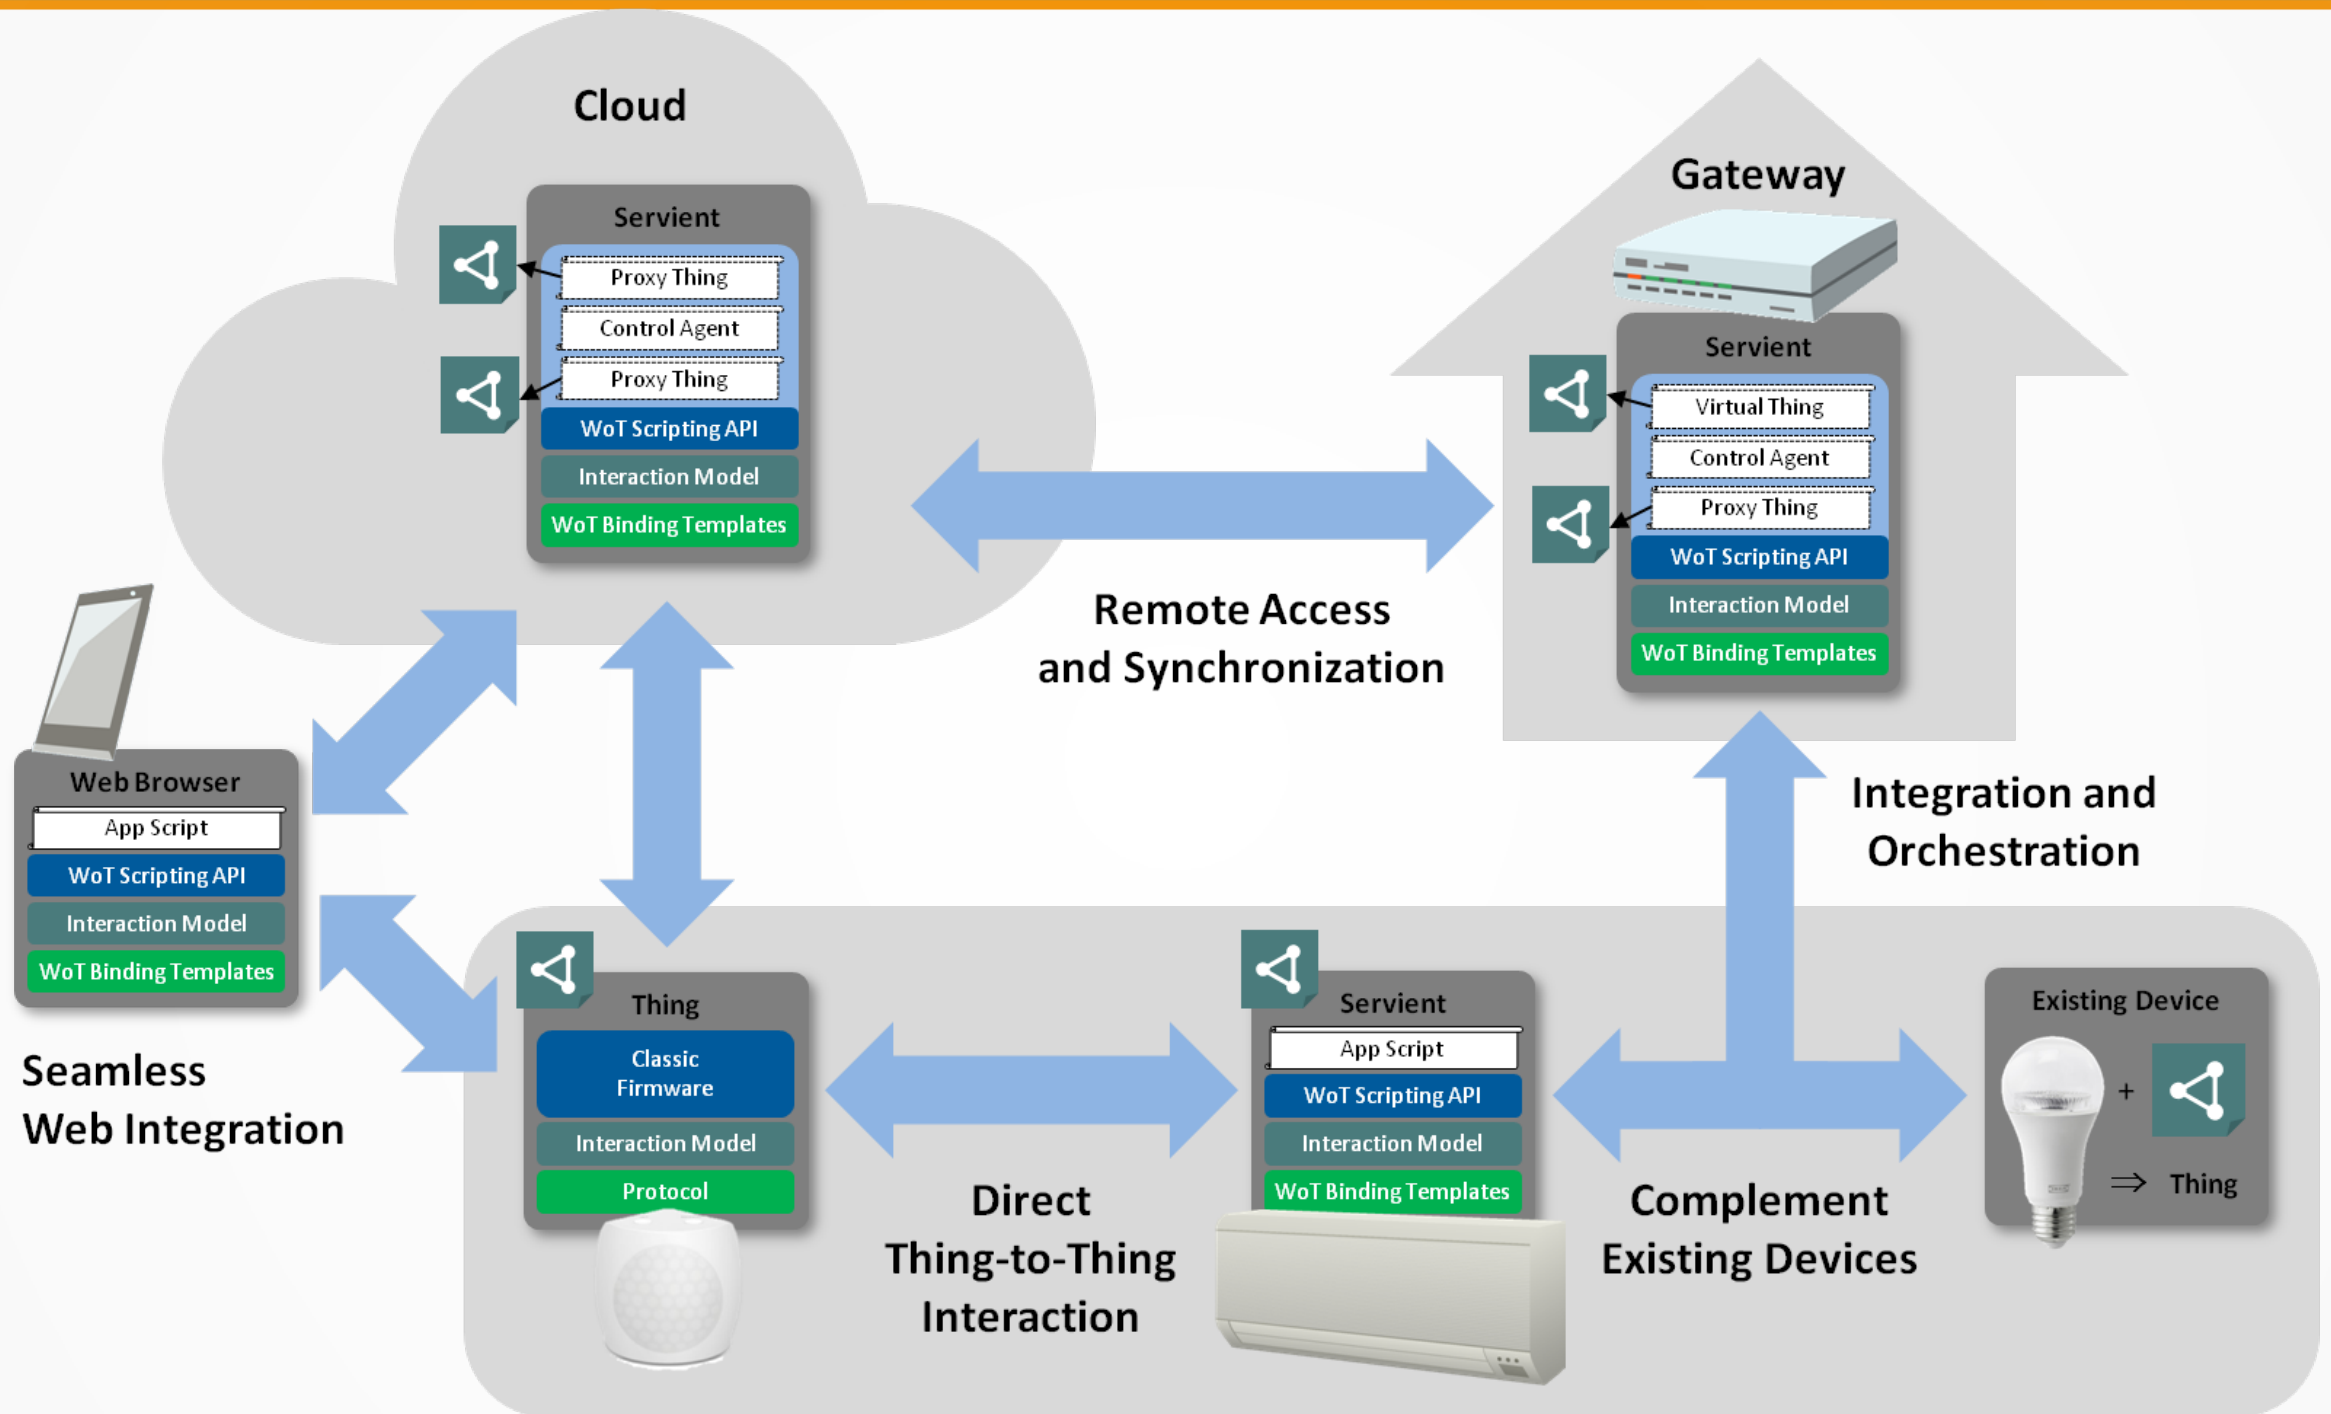 Cloud
Servient
Proxy Thing
Control Agent
Proxy Thing
WoT Scripting API
Interaction Model
WoT Binding Templates
Gateway
Servient
Virtual Thing
Control Agent
Proxy Thing
WoT Scripting API
Interaction Model
WoT Binding Templates
Remote Access
and Synchronization
Web Browser
App Script
WoT Scripting API
Interaction Model
WoT Binding Templates
Seamless
Web Integration
Integration and
Orchestration
Thing
Classic
Firmware
Interaction Model
Protocol
Direct
Thing-to-Thing
Interaction
Servient
App Script
WoT Scripting API
Interaction Model
WoT Binding Templates
Complement
Existing Devices
Existing Device
+
⇒ Thing